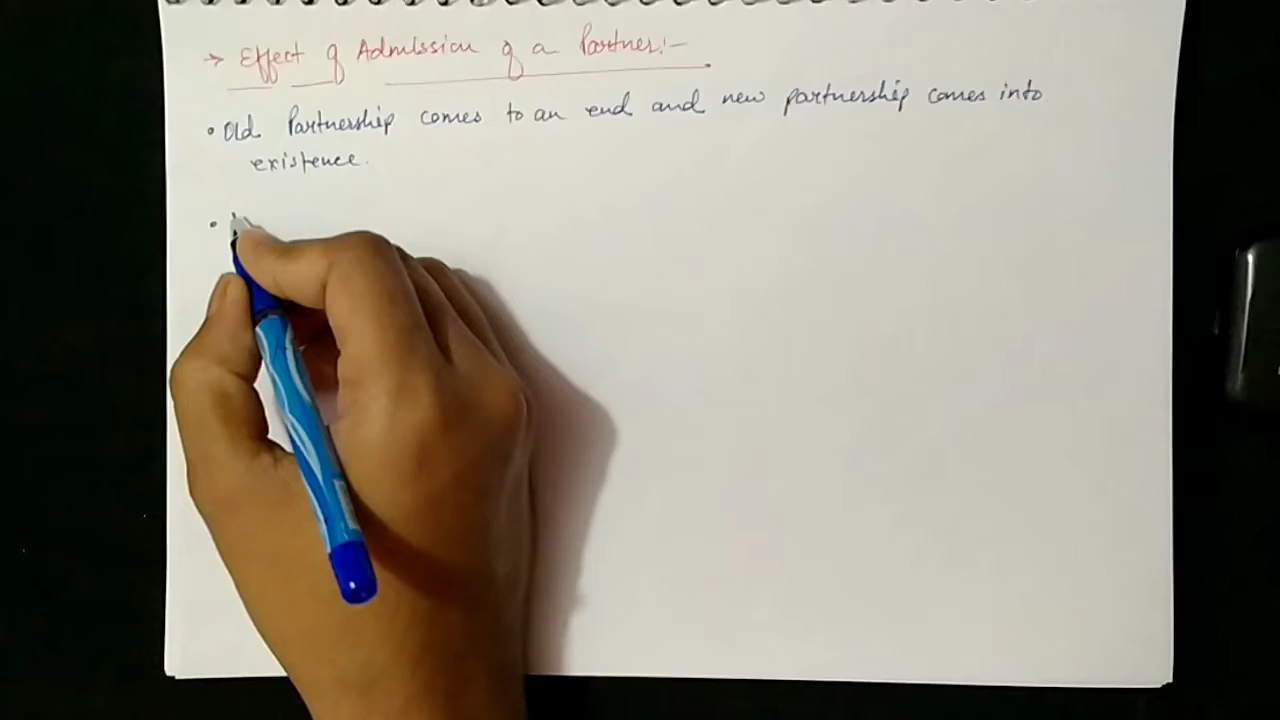 → Effect of Admission of a Partner:-
• Old Partnership comes to an end and new partnership comes into
existence.
•